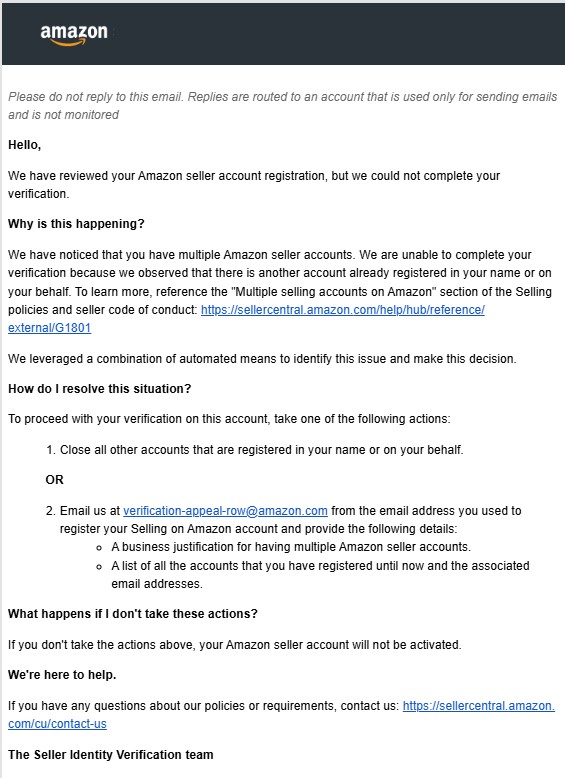 amazon
Please do not reply to this email. Replies are routed to an account that is used only for sending emails
and is not monitored
Hello,
We have reviewed your Amazon seller account registration, but we could not complete your
verification.
Why is this happening?
We have noticed that you have multiple Amazon seller accounts. We are unable to complete your
verification because we observed that there is another account already registered in your name or on
your behalf. To learn more, reference the "Multiple selling accounts on Amazon" section of the Selling
policies and seller code of conduct: https://sellercentral.amazon.com/help/hub/reference/
external/G1801
We leveraged a combination of automated means to identify this issue and make this decision.
How do I resolve this situation?
To proceed with your verification on this account, take one of the following actions:
1. Close all other accounts that are registered in your name or on your behalf.
OR
2. Email us at verification-appeal-row@amazon.com from the email address you used to
register your Selling on Amazon account and provide the following details:
◦ A business justification for having multiple Amazon seller accounts.
◦ A list of all the accounts that you have registered until now and the associated
email addresses.
What happens if I don't take these actions?
If you don't take the actions above, your Amazon seller account will not be activated.
We're here to help.
If you have any questions about our policies or requirements, contact us: https://sellercentral.amazon.
com/cu/contact-us
The Seller Identity Verification team